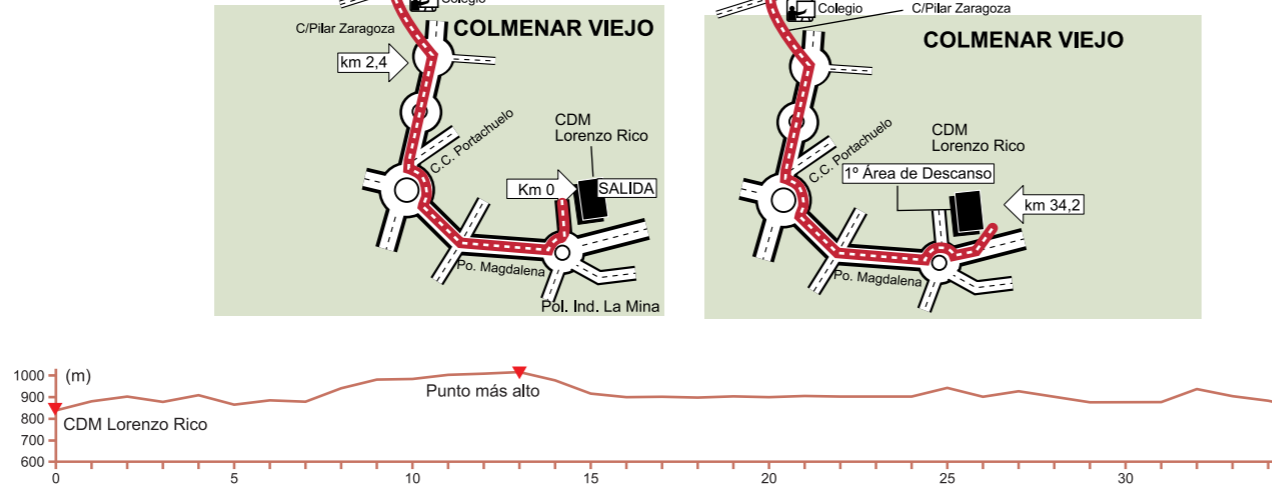 Colegio
C/Pilar Zaragoza
COLMENAR VIEJO
km 2,4
C.C. Portachuelo
CDM
Lorenzo Rico
Km 0
SALIDA
Po. Magdalena
Pol. Ind. La Mina
Colegio
C/Pilar Zaragoza
COLMENAR VIEJO
C.C. Portachuelo
CDM
Lorenzo Rico
1º Área de Descanso
km 34,2
Po. Magdalena
1000
(m)
900
800
700
600
Punto más alto
CDM Lorenzo Rico
0 5 10 15 20 25 30